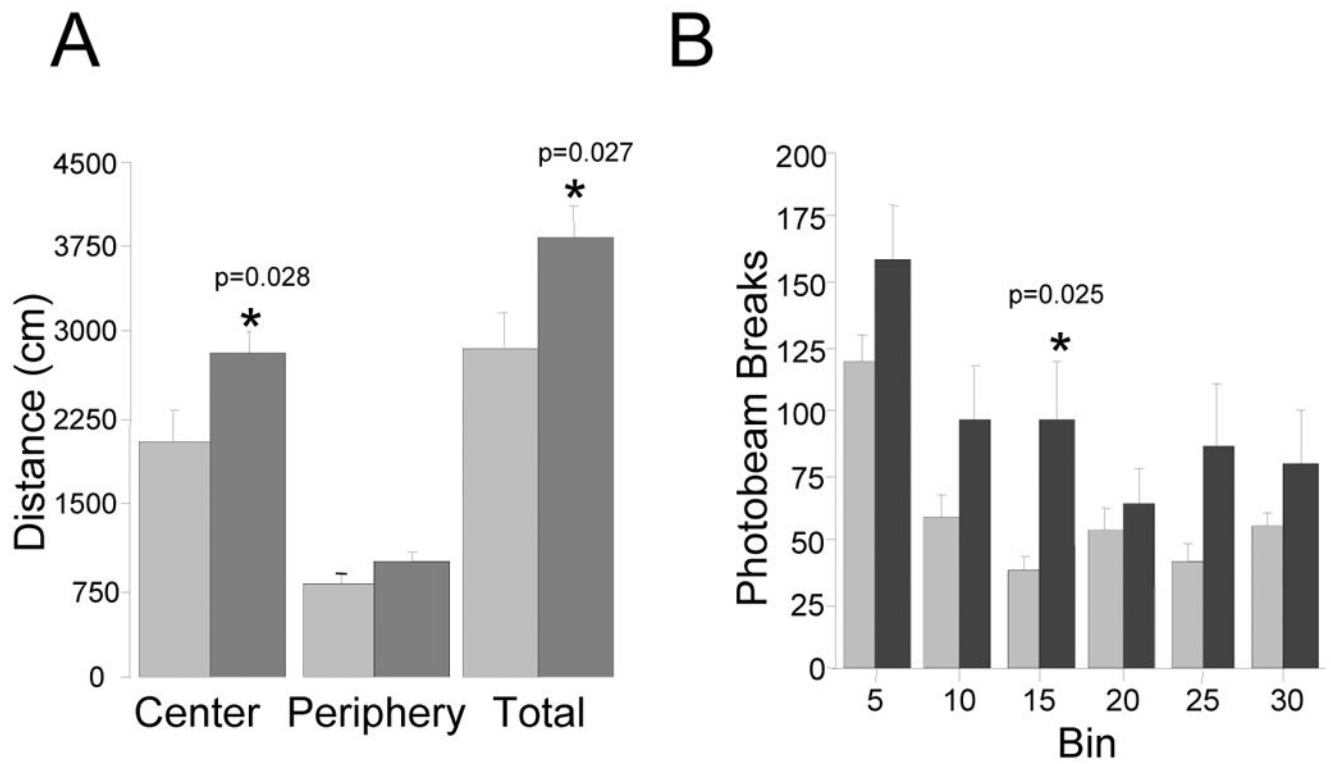 A
B
p=0.027
*
p=0.028
*
4500
3750
3000
2250
1500
750
0
Distance (cm)
Center Periphery Total
p=0.025
*
200
175
150
125
100
75
50
25
0
Photobeam Breaks
5 10 15 20 25 30
Bin